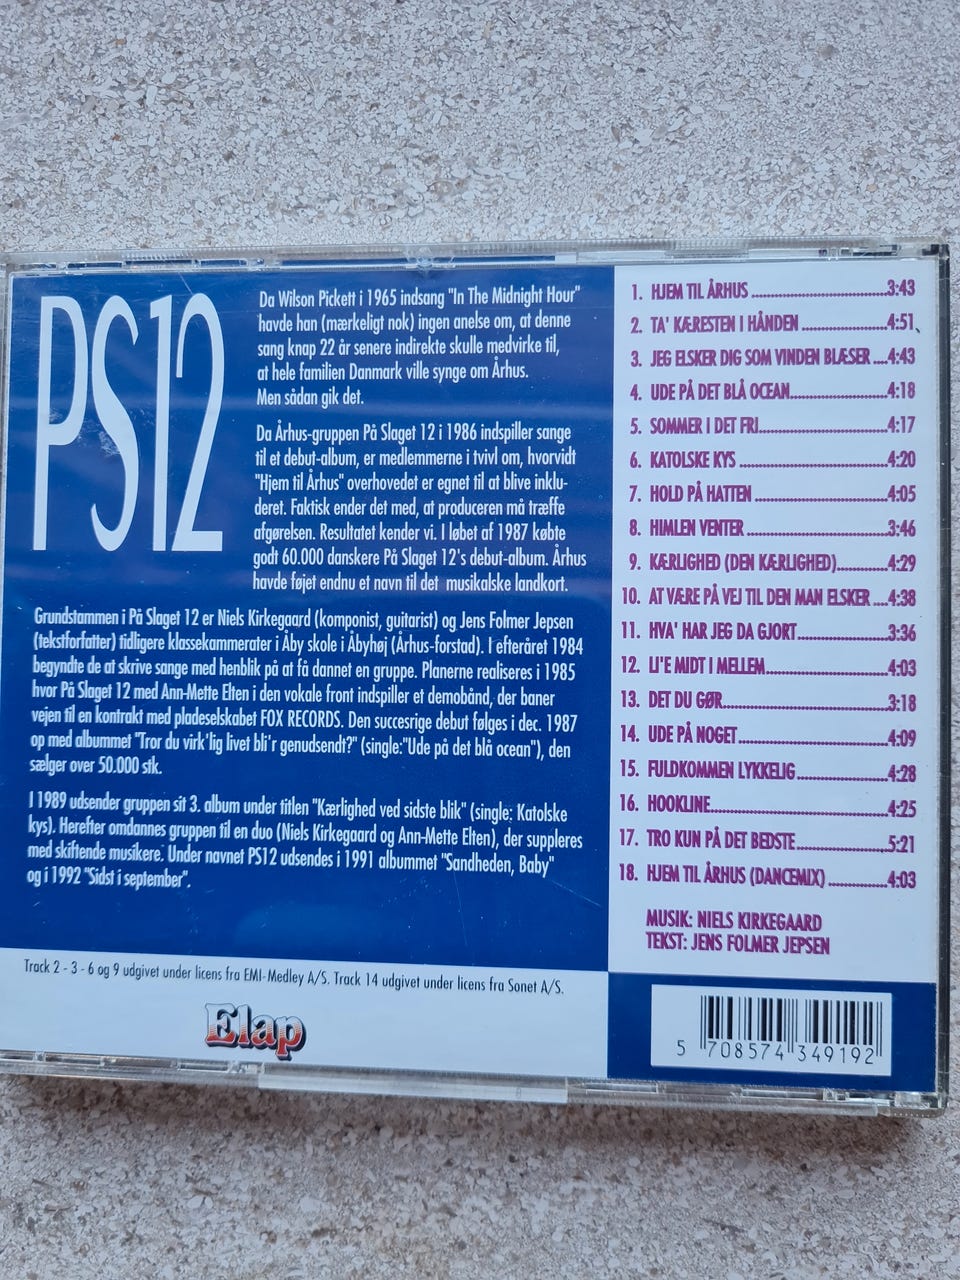 PS12
Da Wilson Pickett i 1965 indsang "In The Midnight Hour"
havde han (mærkeligt nok) ingen anelse om, at denne
sang knap 22 år senere indirekte skulle medvirke til,
at hele familien Danmark ville synge om Århus.
Men sådan gik det.
Da Århus-gruppen På Slaget 12 i 1986 indspiller sange
til et debut-album, er medlemmerne i tvivl om, hvorvidt
"Hjem til Århus" overhovedet er egnet til at blive inklu-
deret. Faktisk ender det med, at produceren må træffe
afgørelsen. Resultatet kender vi. I løbet af 1987 købte
godt 60.000 danskere På Slaget 12's debut-album. Århus
havde føjet endnu et navn til det musikalske landkort.
Grundstammen i På Slaget 12 er Niels Kirkegaard (komponist, guitarist) og Jens Folmer Jepsen
(tekstforfatter) tidligere klassekammerater i Åby skole i Åbyhøj (Århus-forstad). I efteråret 1984
begyndte de at skrive sange med henblik på at få dannet en gruppe. Planerne realiseres i 1985
hvor På Slaget 12 med Ann-Mette Elten i den vokale front indspiller et demobånd, der baner
vejen til en kontrakt med pladeselskabet FOX RECORDS. Den succesrige debut følges i dec. 1987
op med albummet "Tror du virk'lig livet bli'r genudsendt?" (single:"Ude på det blå ocean"), den
sælger over 50.000 stk.
I 1989 udsender gruppen sit 3. album under titlen "Kærlighed ved sidste blik" (single: Katolske
kys). Herefter omdannes gruppen til en duo (Niels Kirkegaard og Ann-Mette Elten), der suppleres
med skiftende musikere. Under navnet PS12 udsendes i 1991 albummet "Sandheden, Baby"
og i 1992 "Sidst i september".
Track 2 - 3 - 6 og 9 udgivet under licens fra EMI-Medley A/S. Track 14 udgivet under licens fra Sonet A/S.
Elap
1. HJEM TIL ÅRHUS 3:43
2. TA' KÆRESTEN I HÅNDEN 4:51
3. JEG ELSKER DIG SOM VINDEN BLÆSER 4:43
4. UDE PÅ DET BLÅ OCEAN 4:18
5. SOMMER I DET FRI 4:17
6. KATOLSKE KYS 4:20
7. HOLD PÅ HATTEN 4:05
8. HIMLEN VENTER 3:46
9. KÆRLIGHED (DEN KÆRLIGHED) 4:29
10. AT VÆRE PÅ VEJ TIL DEN MAN ELSKER 4:38
11. HVA' HAR JEG DA GJORT 3:36
12. LI'E MIDT I MELLEM 4:03
13. DET DU GØR 3:18
14. UDE PÅ NOGET 4:09
15. FULDKOMMEN LYKKELIG 4:28
16. HOOKLINE 4:25
17. TRO KUN PÅ DET BEDSTE 5:21
18. HJEM TIL ÅRHUS (DANCEMIX) 4:03
MUSIK: NIELS KIRKEGAARD
TEKST: JENS FOLMER JEPSEN
5 708574 349192